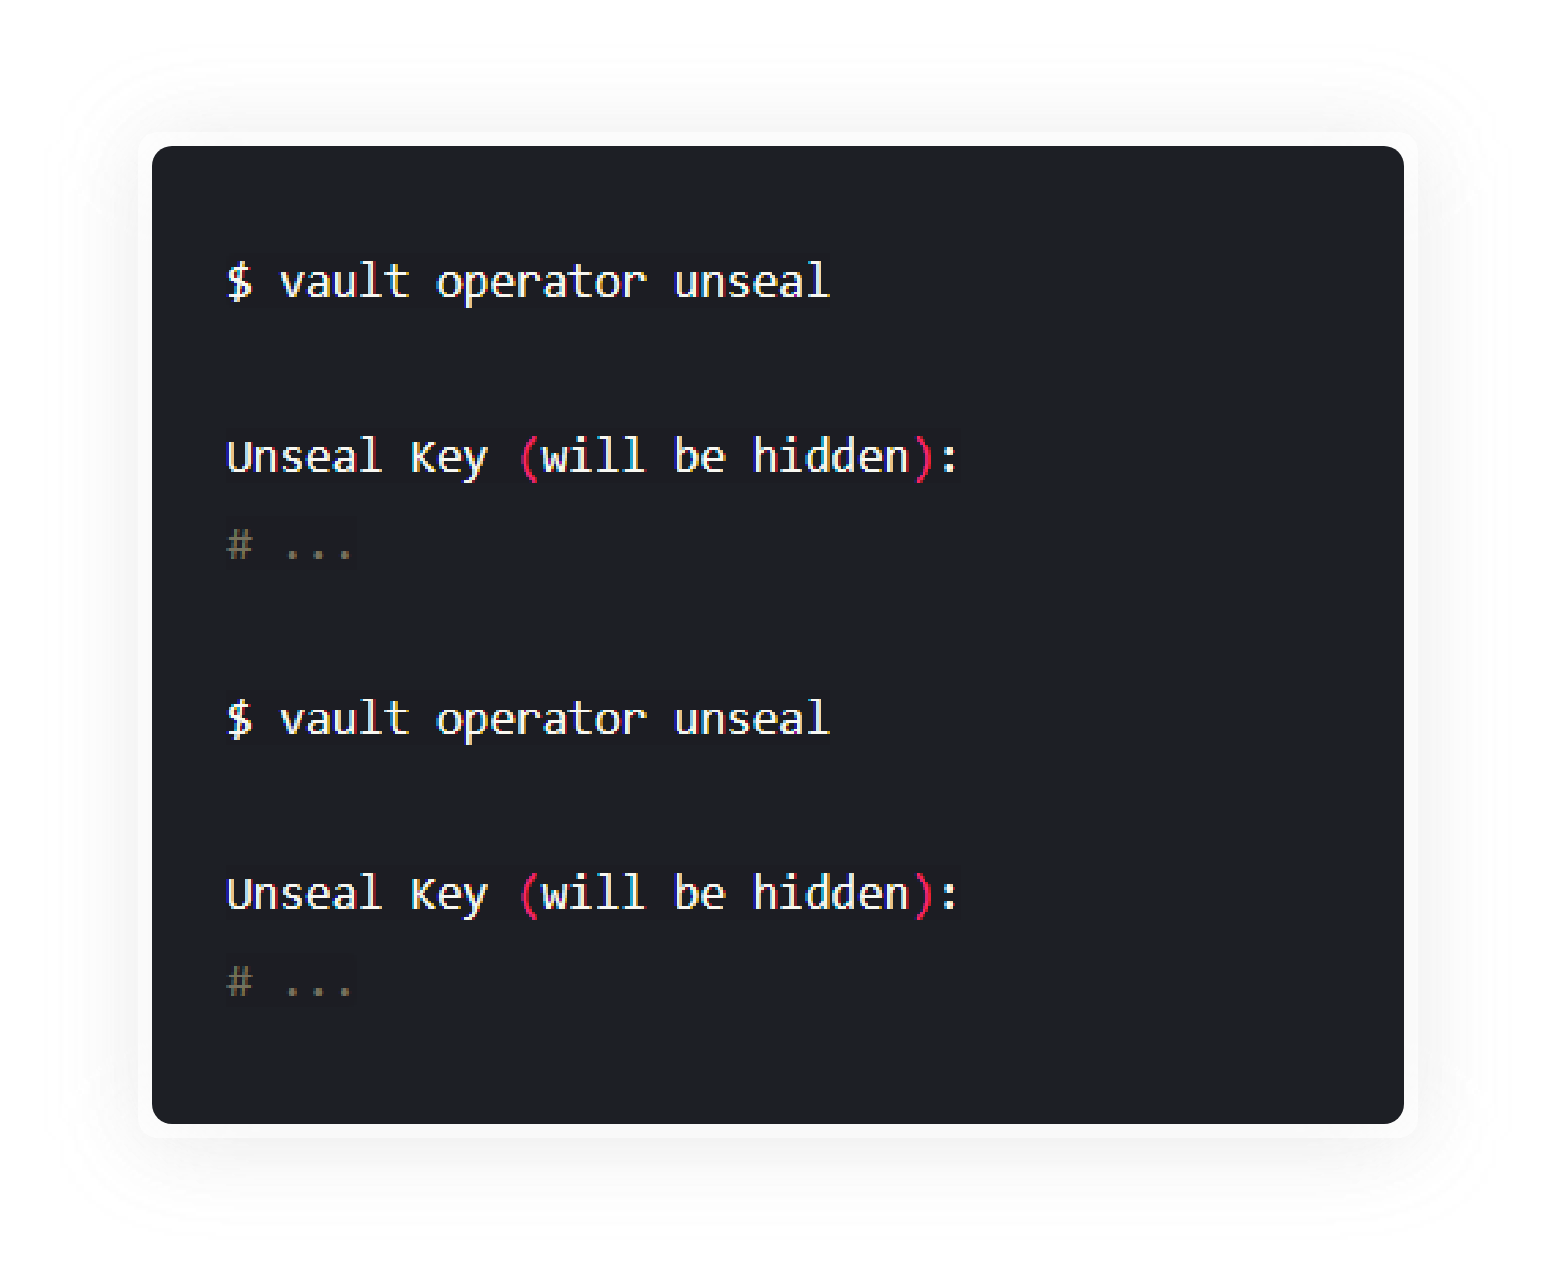 $ vault operator unseal
Unseal Key (will be hidden):
# ...
$ vault operator unseal
Unseal Key (will be hidden):
# ...